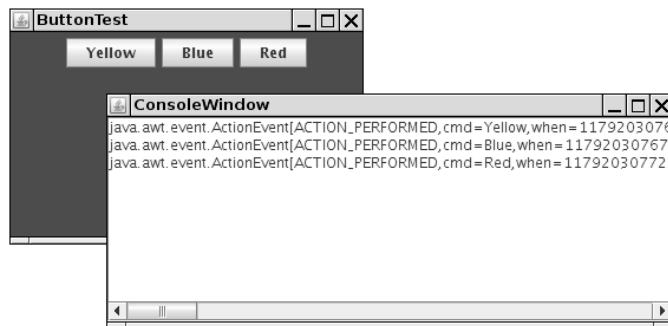 ButtonTest
Yellow Blue Red
ConsoleWindow
java.awt.event.ActionEvent[ACTION_PERFORMED,cmd=Yellow,when=1179203076
java.awt.event.ActionEvent[ACTION_PERFORMED,cmd=Blue,when=11792030767
java.awt.event.ActionEvent[ACTION_PERFORMED,cmd=Red,when=11792030772